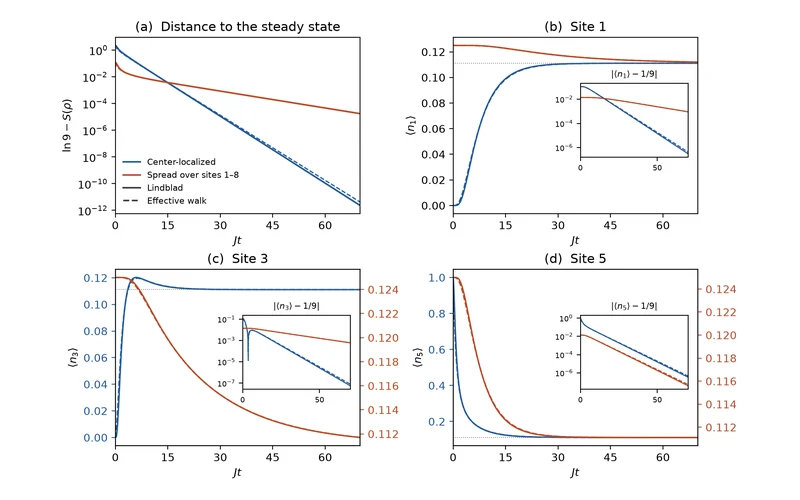 (a) Distance to the steady state
ln 9 − S(ρ)
10⁰
10⁻²
10⁻⁴
10⁻⁶
10⁻⁸
10⁻¹⁰
10⁻¹²
Center-localized
Spread over sites 1–8
Lindblad
Effective walk
0 15 30 45 60
Jt
(b) Site 1
⟨n₁⟩
0.12
0.10
0.08
0.06
0.04
0.02
0.00
|⟨n₁⟩ − 1/9|
10⁻²
10⁻⁴
10⁻⁶
0 50
0 15 30 45 60
Jt
(c) Site 3
⟨n₃⟩
0.12
0.10
0.08
0.06
0.04
0.02
0.00
|⟨n₃⟩ − 1/9|
10⁻¹
10⁻³
10⁻⁵
10⁻⁷
0 50
0.124
0.122
0.120
0.118
0.116
0.114
0.112
0 15 30 45 60
Jt
(d) Site 5
⟨n₅⟩
1.0
0.8
0.6
0.4
0.2
|⟨n₅⟩ − 1/9|
10⁰
10⁻²
10⁻⁴
10⁻⁶
0 50
0.124
0.122
0.120
0.118
0.116
0.114
0.112
0 15 30 45 60
Jt